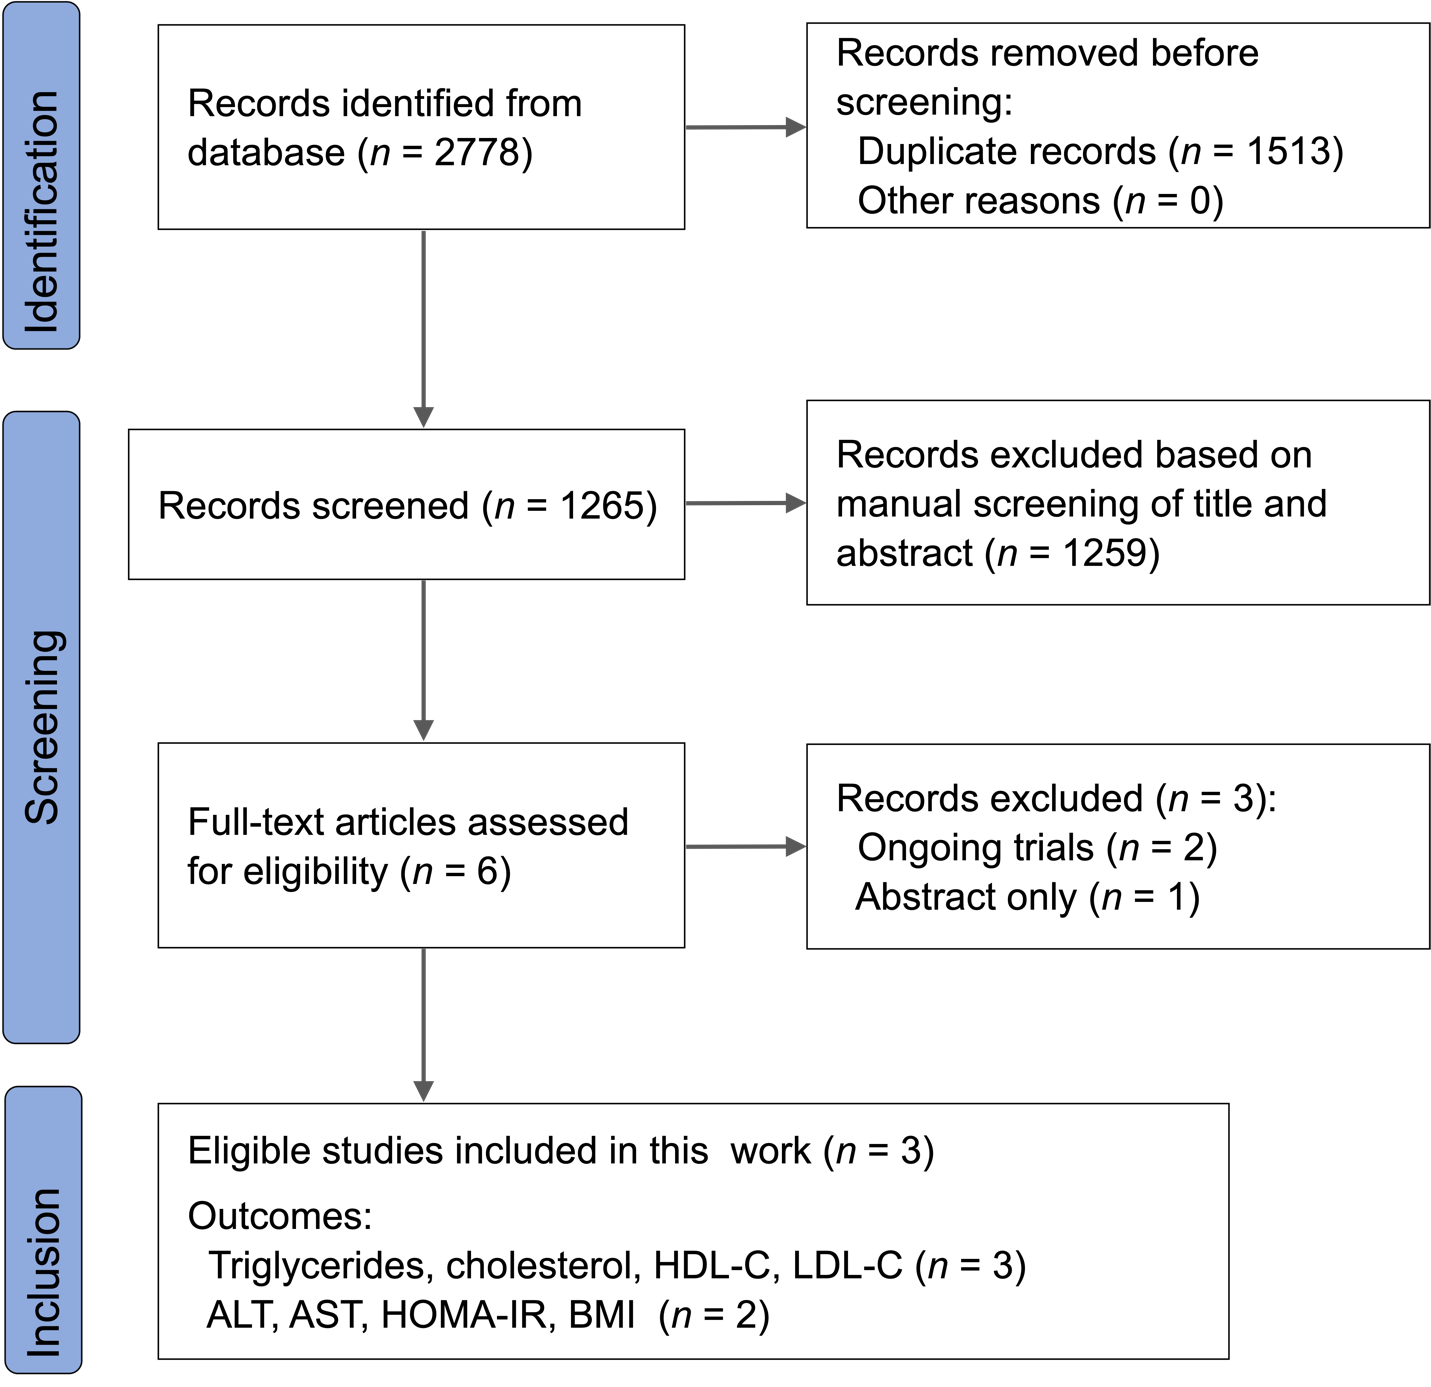 Identification
Records identified from
database (n = 2778)
Records removed before
screening:
Duplicate records (n = 1513)
Other reasons (n = 0)
Screening
Records screened (n = 1265)
Records excluded based on
manual screening of title and
abstract (n = 1259)
Full-text articles assessed
for eligibility (n = 6)
Records excluded (n = 3):
Ongoing trials (n = 2)
Abstract only (n = 1)
Inclusion
Eligible studies included in this work (n = 3)
Outcomes:
Triglycerides, cholesterol, HDL-C, LDL-C (n = 3)
ALT, AST, HOMA-IR, BMI (n = 2)